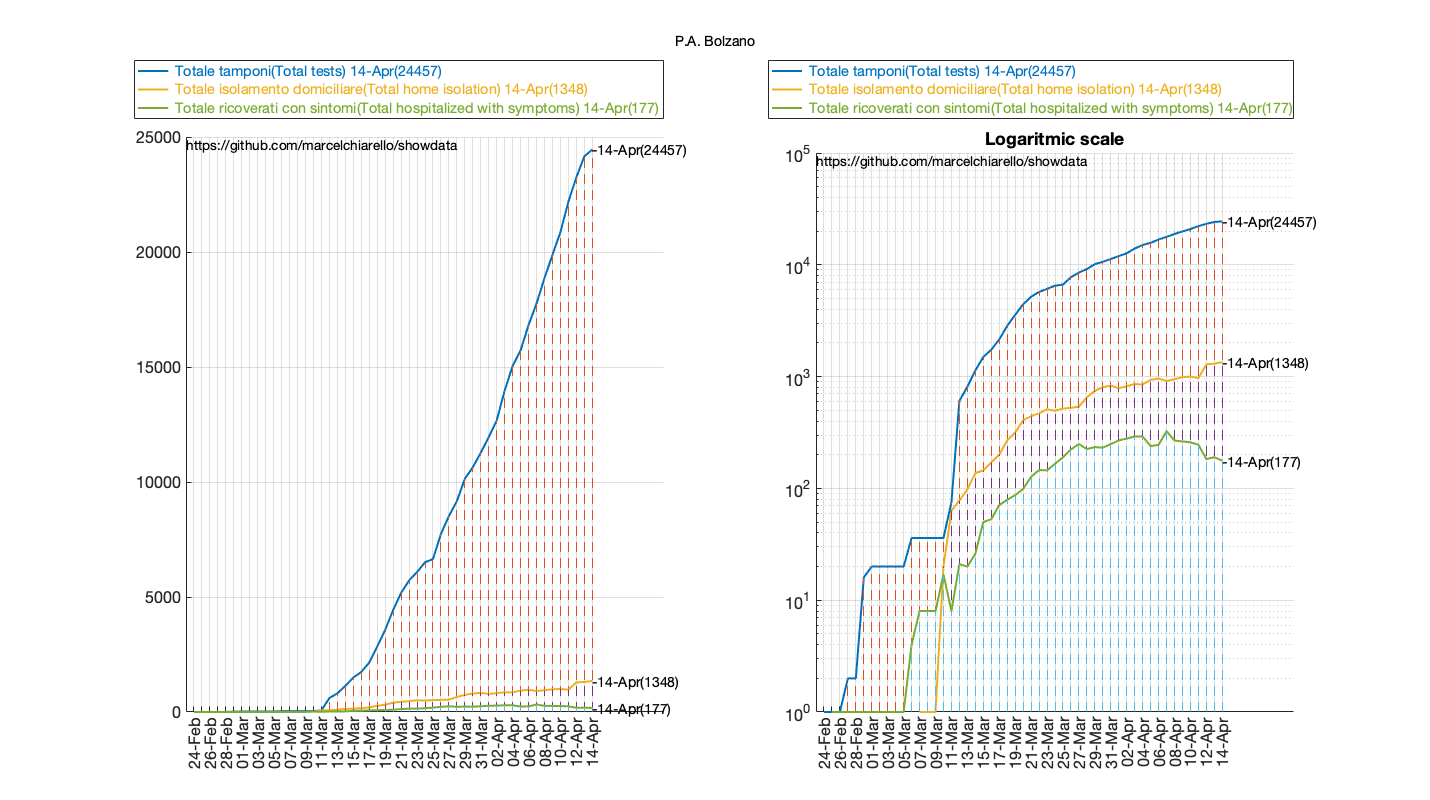 P.A. Bolzano
Totale tamponi(Total tests) 14-Apr(24457)
Totale isolamento domiciliare(Total home isolation) 14-Apr(1348)
Totale ricoverati con sintomi(Total hospitalized with symptoms) 14-Apr(177)
25000
https://github.com/marcelchiarello/showdata
14-Apr(24457)
20000
15000
10000
5000
14-Apr(1348)
14-Apr(177)
0
24-Feb
26-Feb
28-Feb
01-Mar
03-Mar
05-Mar
07-Mar
09-Mar
11-Mar
13-Mar
15-Mar
17-Mar
19-Mar
21-Mar
23-Mar
25-Mar
27-Mar
29-Mar
31-Mar
02-Apr
04-Apr
06-Apr
08-Apr
10-Apr
12-Apr
14-Apr
Totale tamponi(Total tests) 14-Apr(24457)
Totale isolamento domiciliare(Total home isolation) 14-Apr(1348)
Totale ricoverati con sintomi(Total hospitalized with symptoms) 14-Apr(177)
Logaritmic scale
10^5
https://github.com/marcelchiarello/showdata
14-Apr(24457)
10^4
10^3
14-Apr(1348)
14-Apr(177)
10^2
10^1
10^0
24-Feb
26-Feb
28-Feb
01-Mar
03-Mar
05-Mar
07-Mar
09-Mar
11-Mar
13-Mar
15-Mar
17-Mar
19-Mar
21-Mar
23-Mar
25-Mar
27-Mar
29-Mar
31-Mar
02-Apr
04-Apr
06-Apr
08-Apr
10-Apr
12-Apr
14-Apr